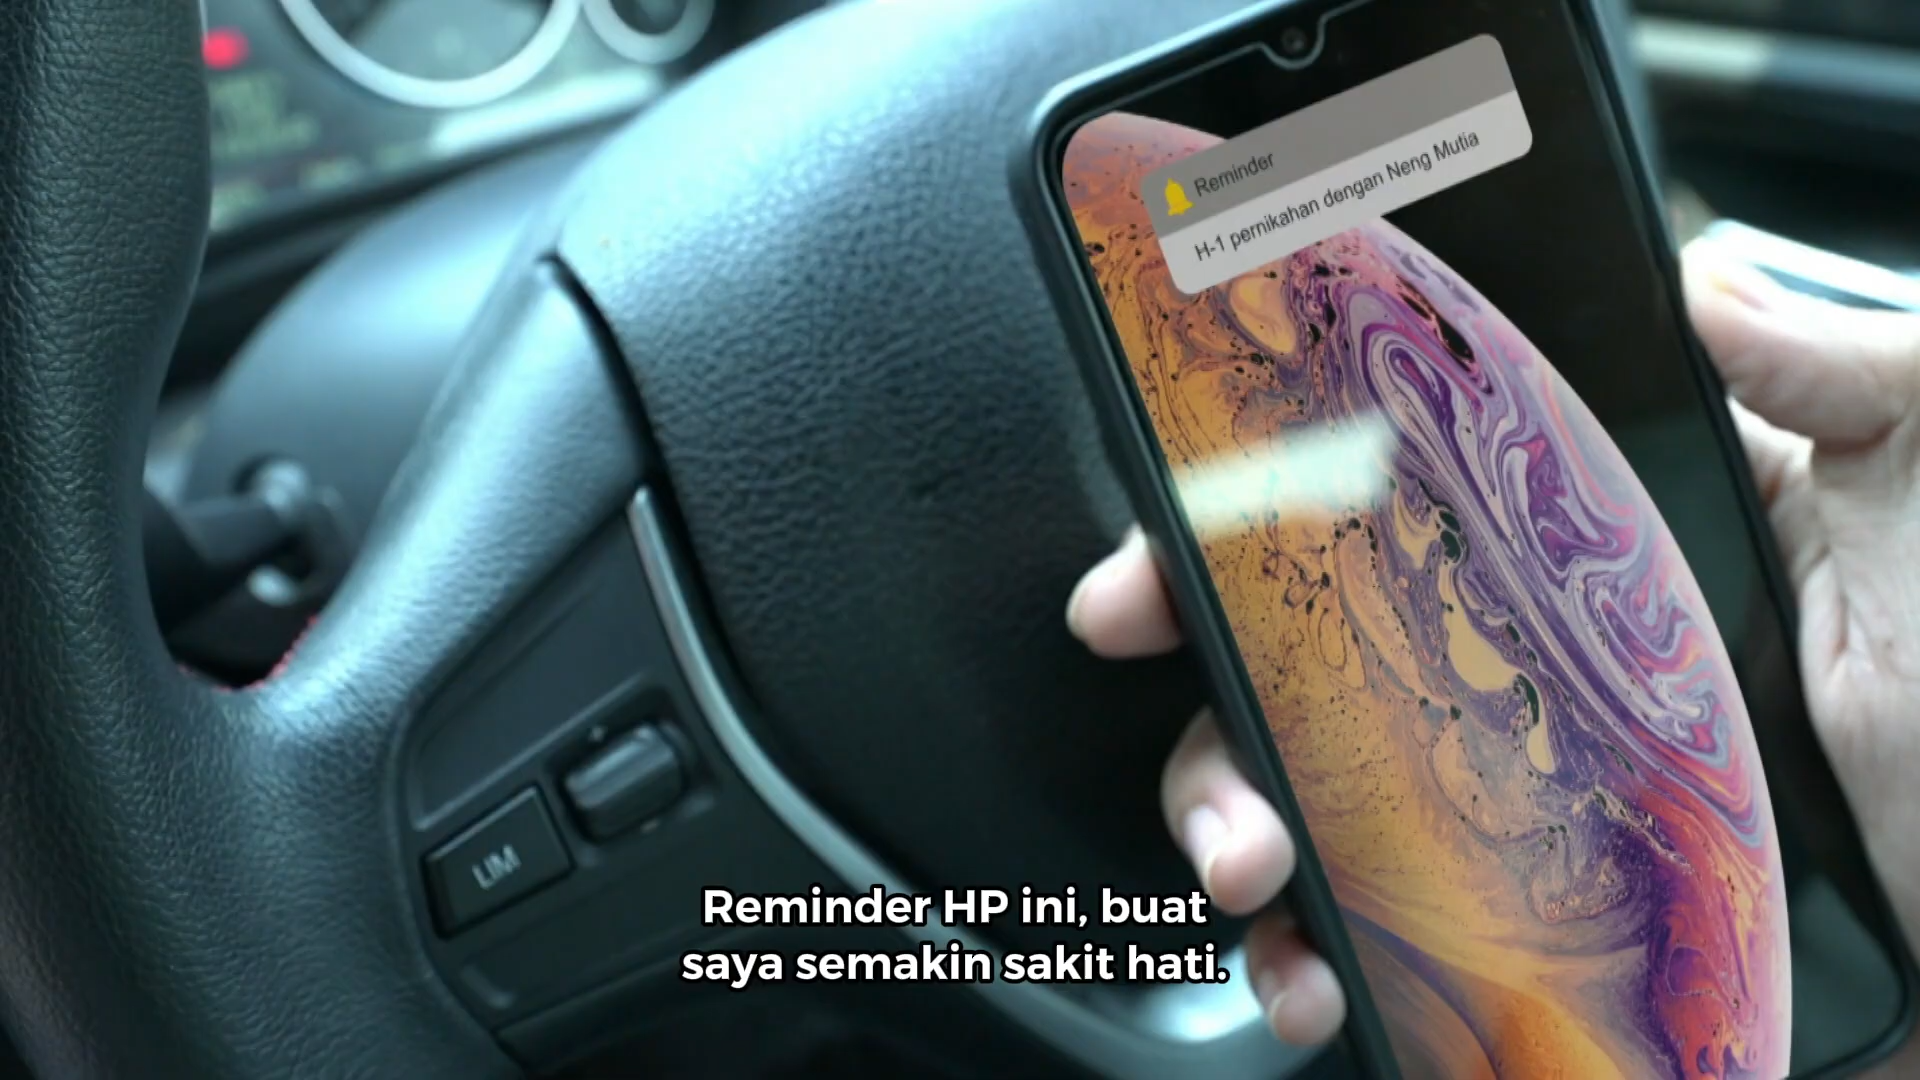 Reminder
H-1 pernikahan dengan Neng Mutia
LIM
Reminder HP ini, buat
saya semakin sakit hati.